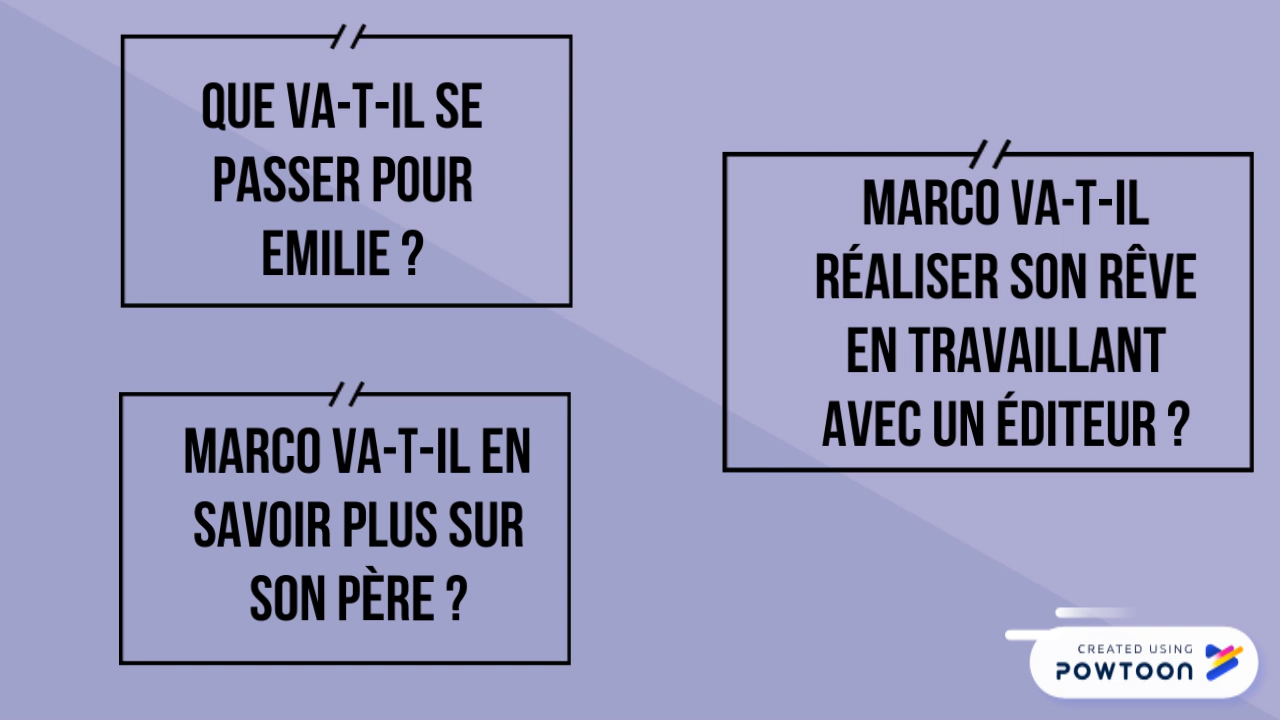 QUE VA-T-IL SE
PASSER POUR
EMILIE ?
MARCO VA-T-IL EN
SAVOIR PLUS SUR
SON PÈRE ?
MARCO VA-T-IL
RÉALISER SON RÊVE
EN TRAVAILLANT
AVEC UN ÉDITEUR ?
CREATED USING
POWTOON